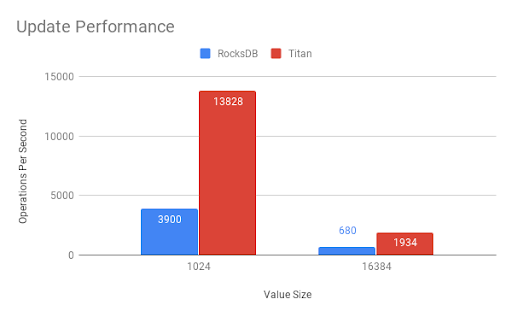 Update Performance
RocksDB Titan
15000
10000
5000
0
Operations Per Second
3900
13828
680
1934
1024
16384
Value Size